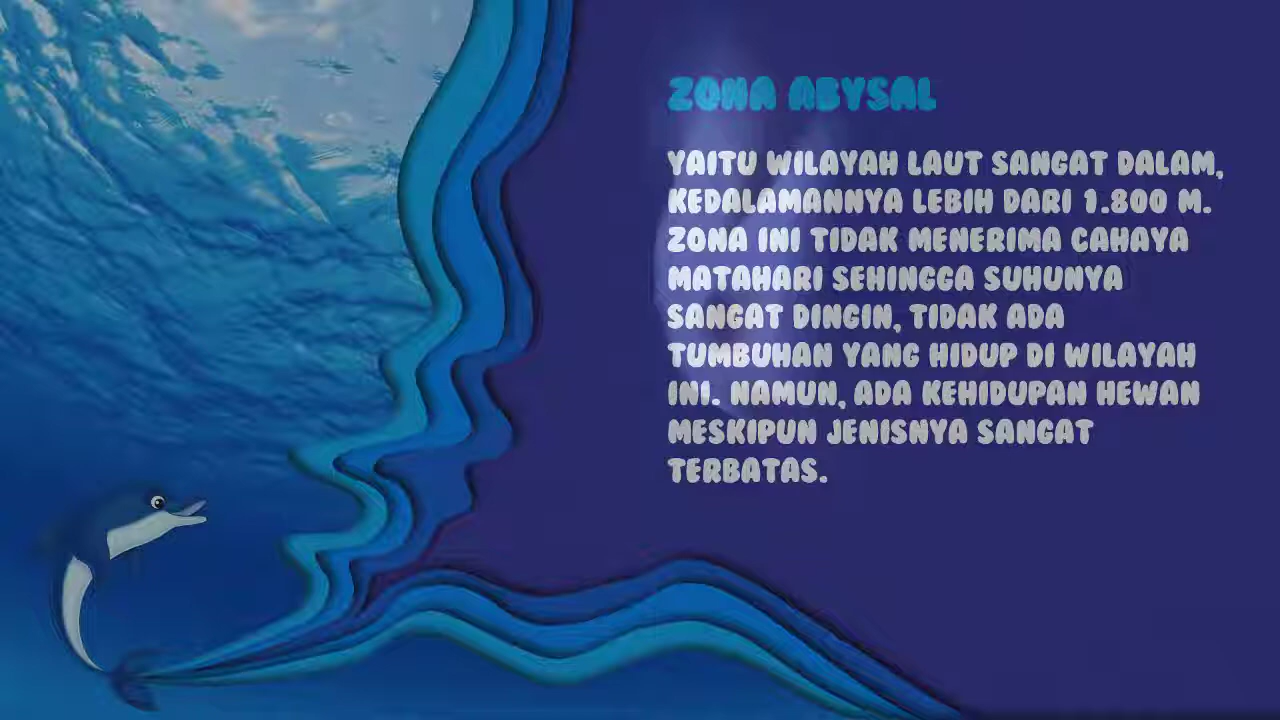 ZONA ABYSAL
YAITU WILAYAH LAUT SANGAT DALAM,
KEDALAMANNYA LEBIH DARI 1.800 M.
ZONA INI TIDAK MENERIMA CAHAYA
MATAHARI SEHINGGA SUHUNYA
SANGAT DINGIN, TIDAK ADA
TUMBUHAN YANG HIDUP DI WILAYAH
INI. NAMUN, ADA KEHIDUPAN HEWAN
MESKIPUN JENISNYA SANGAT
TERBATAS.